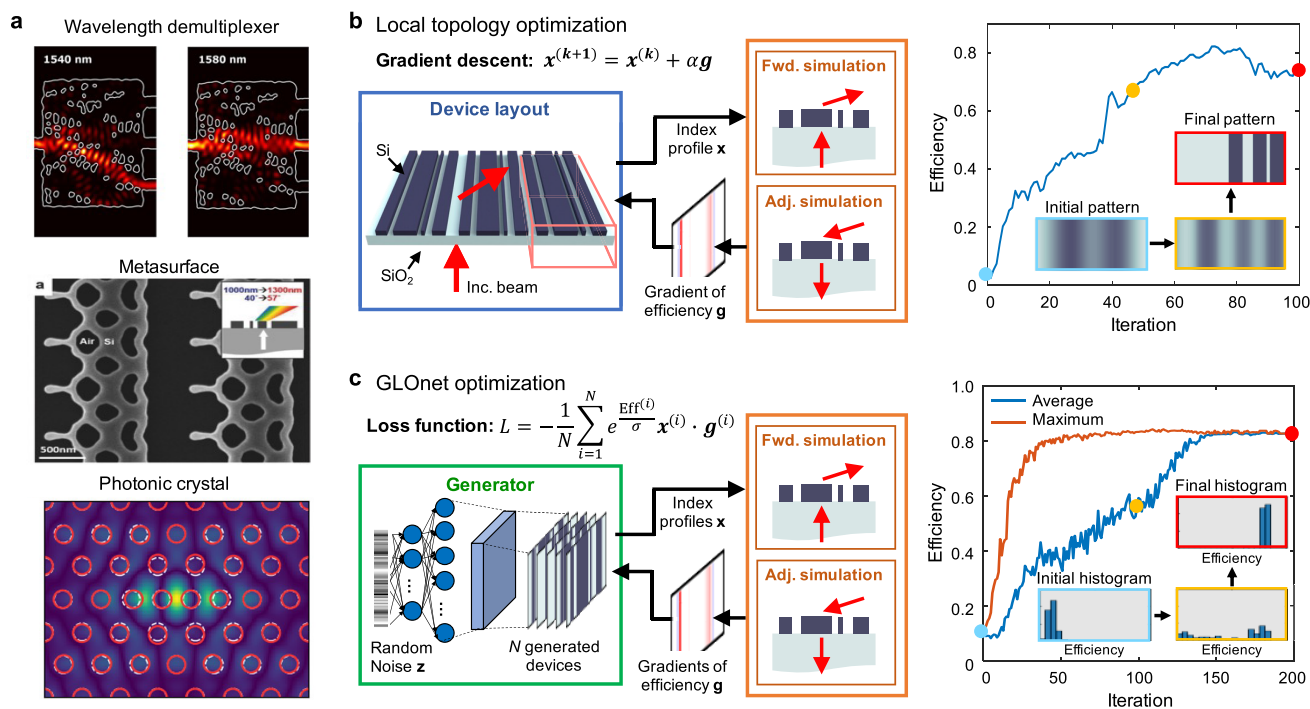 a
Wavelength demultiplexer
1540 nm
1580 nm
Metasurface
a
1000nm→1300nm
40°→57°
Air
Si
500nm
Photonic crystal
b
Local topology optimization
Gradient descent: x^(k+1) = x^(k) + αg
Device layout
Si
SiO₂
Inc. beam
Index
profile x
Gradient of
efficiency g
Fwd. simulation
Adj. simulation
Efficiency
0.8
0.6
0.4
0.2
0
0
20
40
60
80
100
Iteration
Initial pattern
Final pattern
c
GLOnet optimization
Loss function: L = −1/N ∑_{i=1}^{N} e^{Eff^(i)/σ} x^(i) · g^(i)
Generator
Random
Noise z
N generated
devices
Index
profiles x
Gradients of
efficiency g
Fwd. simulation
Adj. simulation
Efficiency
1.0
0.8
0.6
0.4
0.2
0
0
50
100
150
200
Iteration
Average
Maximum
Initial histogram
Efficiency
Efficiency
Final histogram
Efficiency